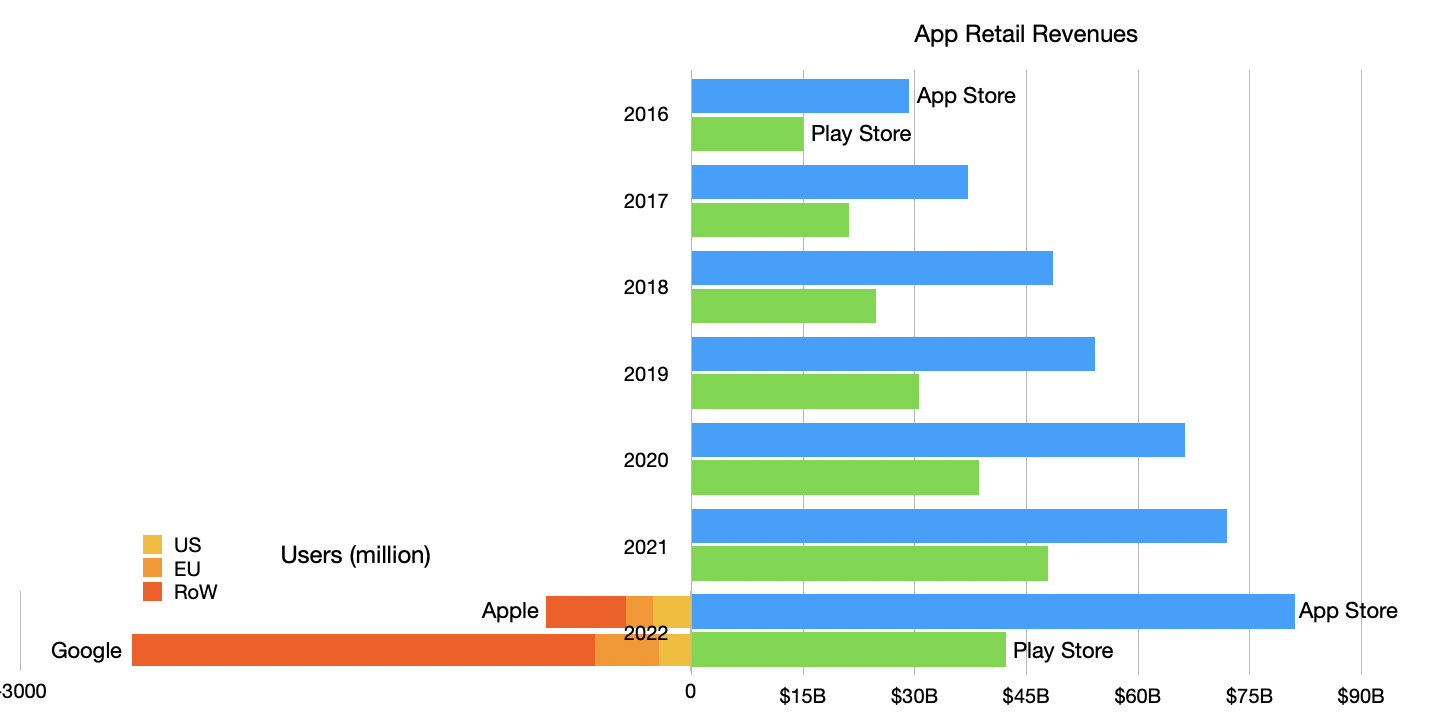 App Retail Revenues
App Store
2016
Play Store
2017
2018
2019
2020
2021
US
EU
RoW
Users (million)
Apple
App Store
2022
Google
Play Store
-3000
0
$15B
$30B
$45B
$60B
$75B
$90B